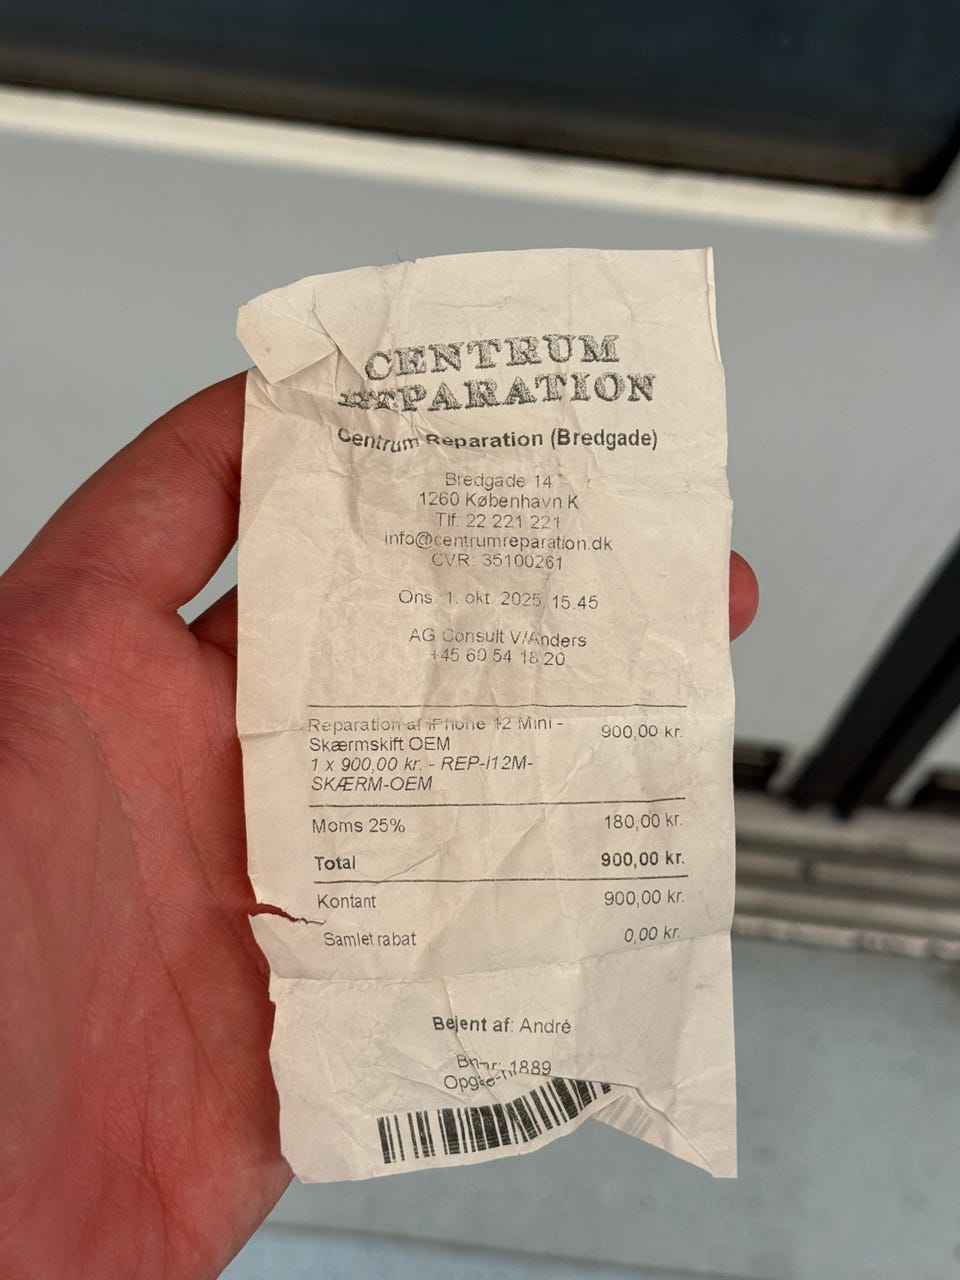 CENTRUM
REPARATION
Centrum Reparation (Bredgade)
Bredgade 14
1260 København K
Tlf: 22 221 221
info@centrumreparation.dk
CVR: 35100261
Ons. 1. okt. 2025, 15.45
AG Consult V/Anders
+45 60 54 18 20
Reparation af iPhone 12 Mini - 900,00 kr.
Skærmskift OEM
1 x 900,00 kr. - REP-I12M-
SKÆRM-OEM
Moms 25% 180,00 kr.
Total 900,00 kr.
Kontant 900,00 kr.
Samlet rabat 0,00 kr.
Betjent af: André
1889